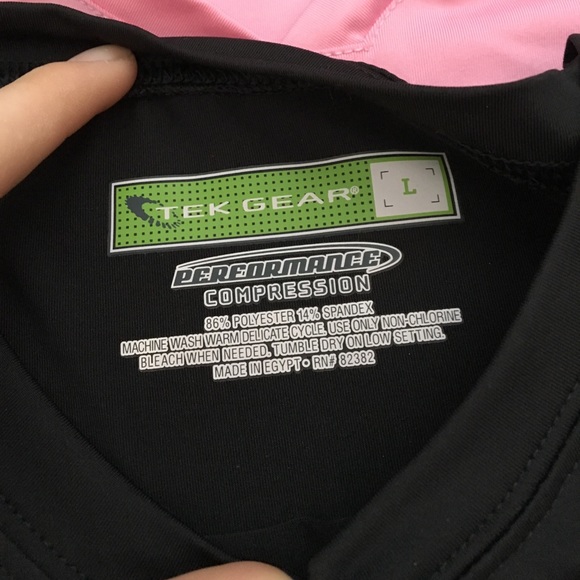 TEK GEAR® L
PERFORMANCE
COMPRESSION
86% POLYESTER 14% SPANDEX
MACHINE WASH WARM DELICATE CYCLE. USE ONLY NON-CHLORINE
BLEACH WHEN NEEDED. TUMBLE DRY ON LOW SETTING.
MADE IN EGYPT • RN# 82382